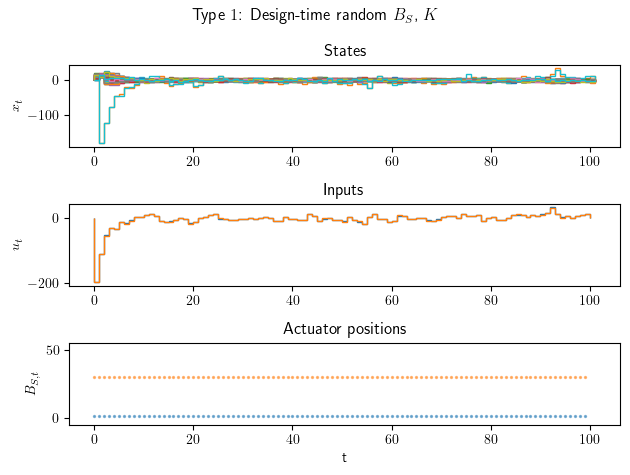 Type 1: Design-time random $B_S$, $K$
States
0
−100
$x_t$
0 20 40 60 80 100
Inputs
0
−200
$u_t$
0 20 40 60 80 100
Actuator positions
50
0
$B_{S,t}$
0 20 40 60 80 100
t